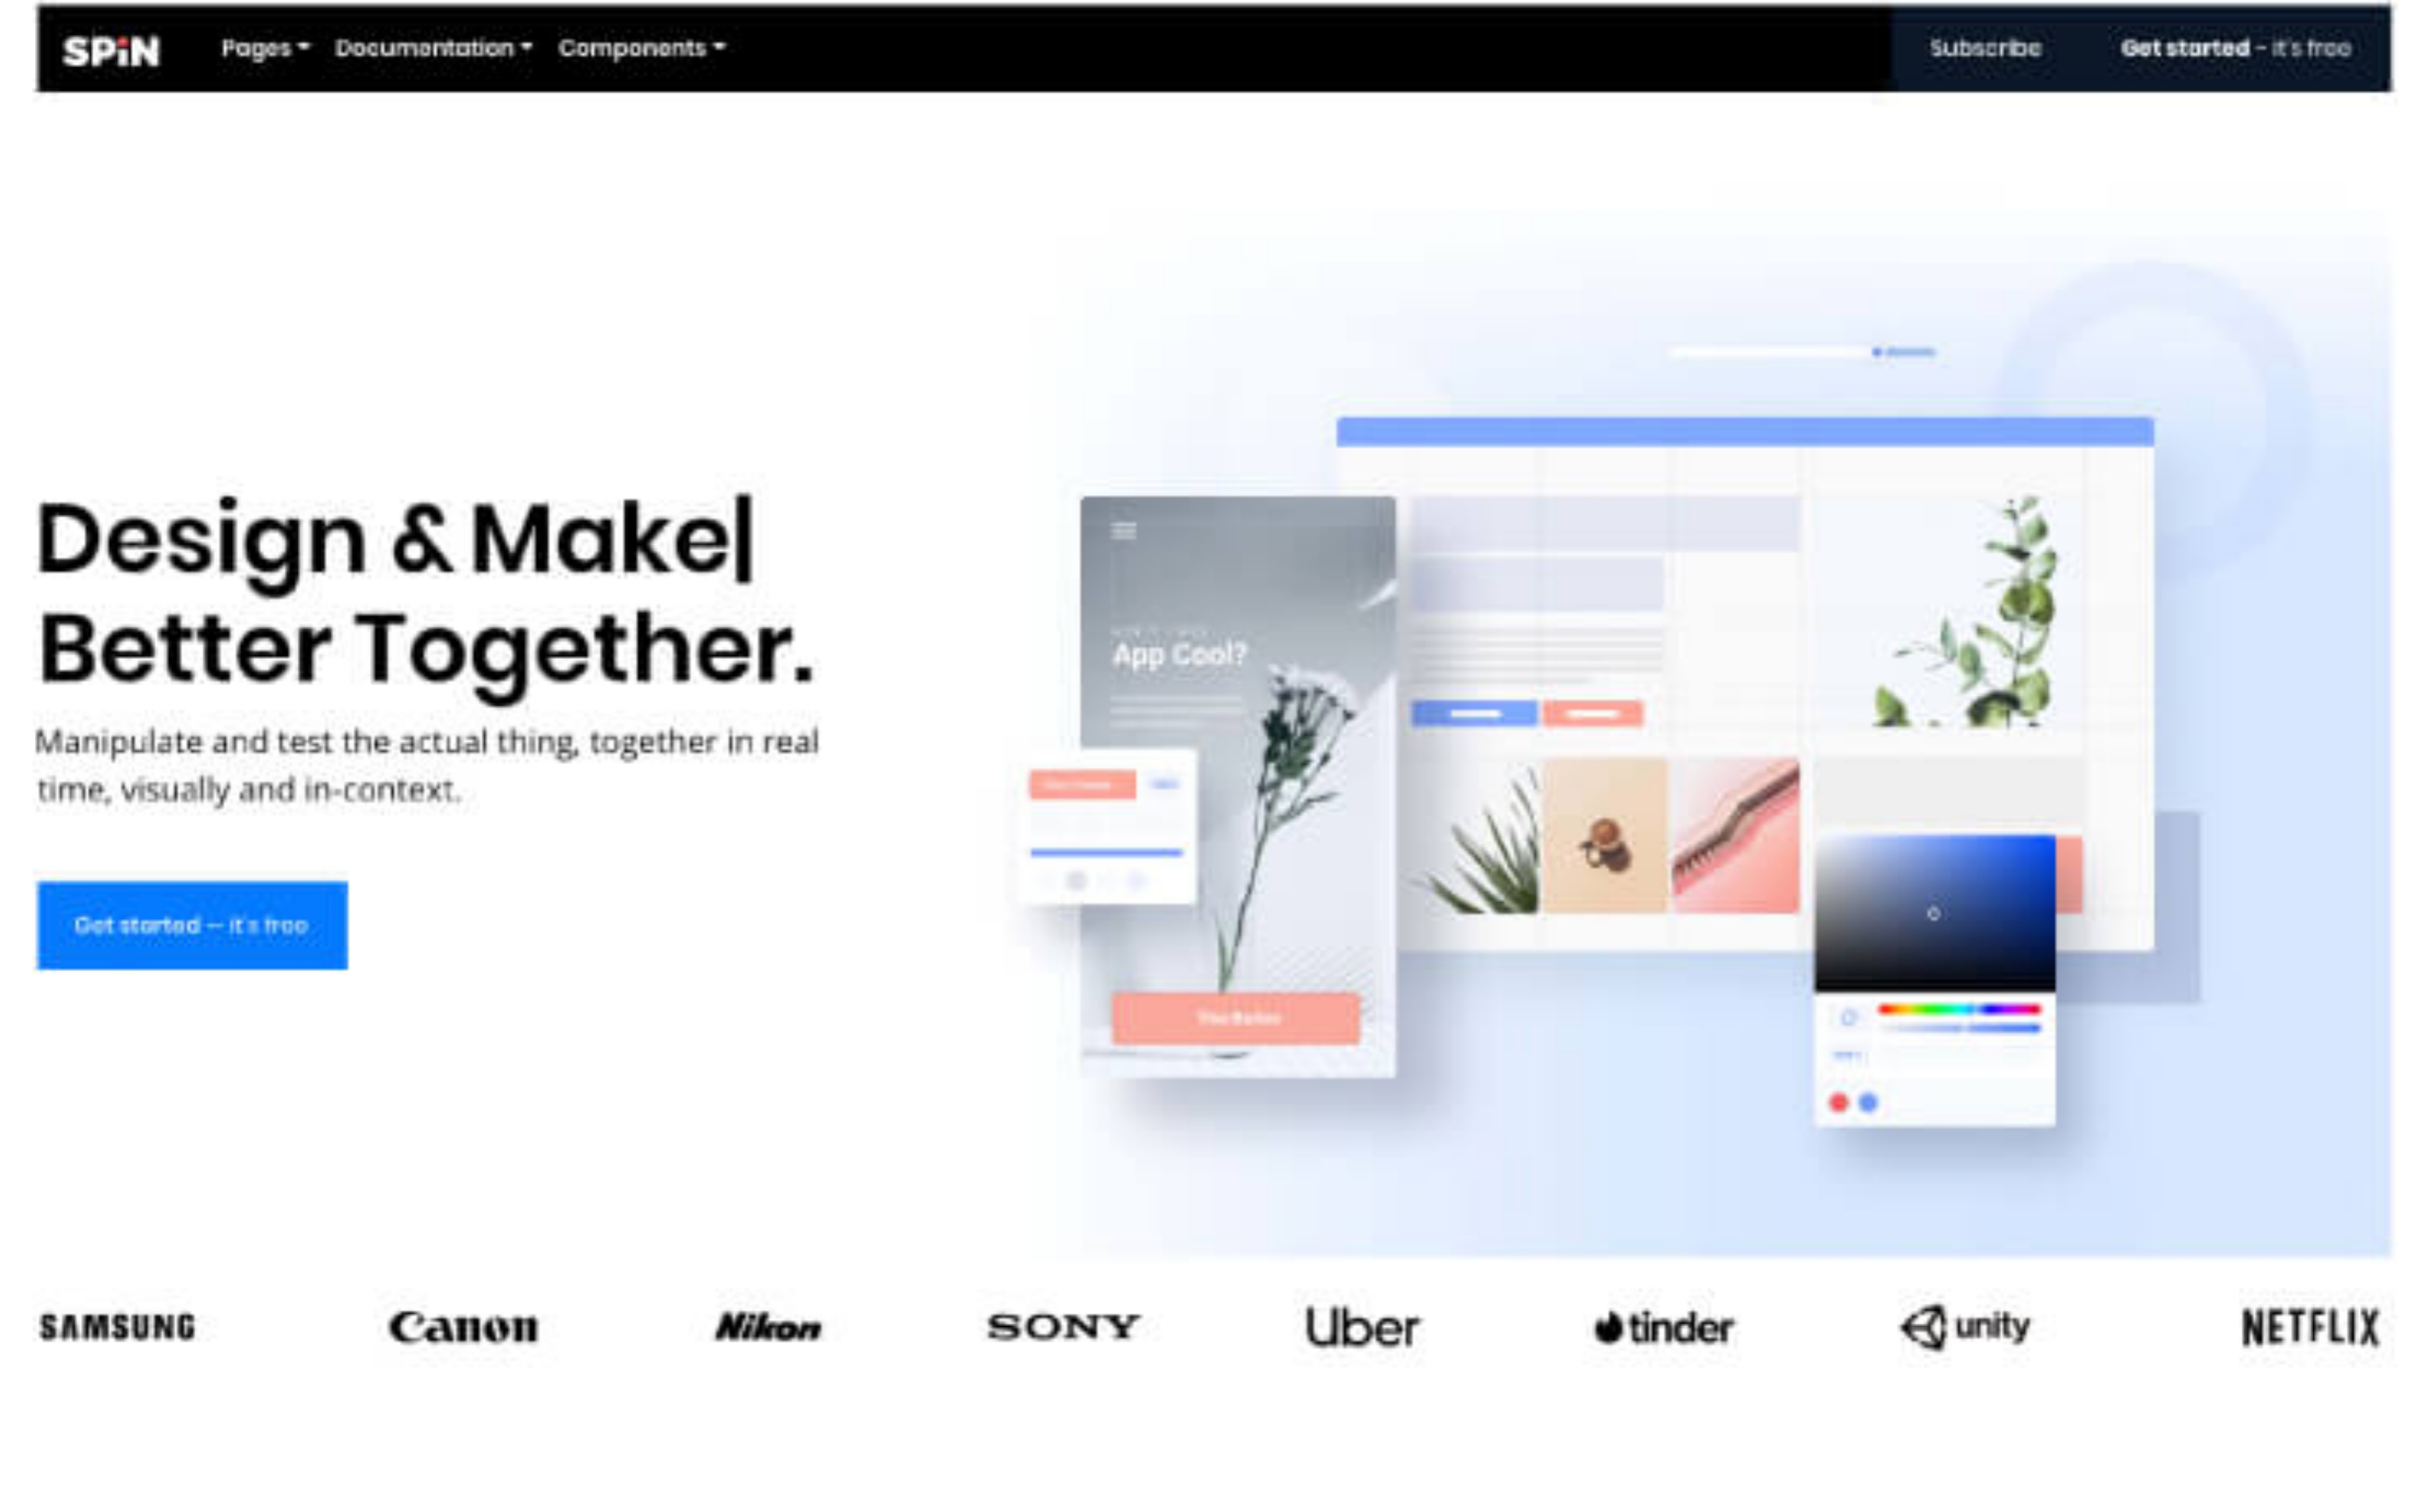 SPiN
Pages
Documentation
Components
Subscribe
Get started – it's free
Design & Make|
Better Together.
Manipulate and test the actual thing, together in real
time, visually and in-context.
Get started – it's free
App Cool?
SAMSUNG
Canon
Nikon
SONY
Uber
tinder
unity
NETFLIX